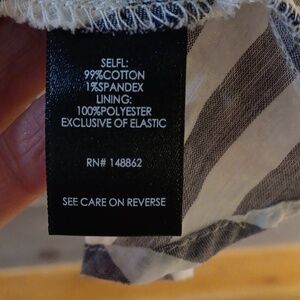 SELFL:
99%COTTON
1%SPANDEX
LINING:
100%POLYESTER
EXCLUSIVE OF ELASTIC
RN# 148862
SEE CARE ON REVERSE